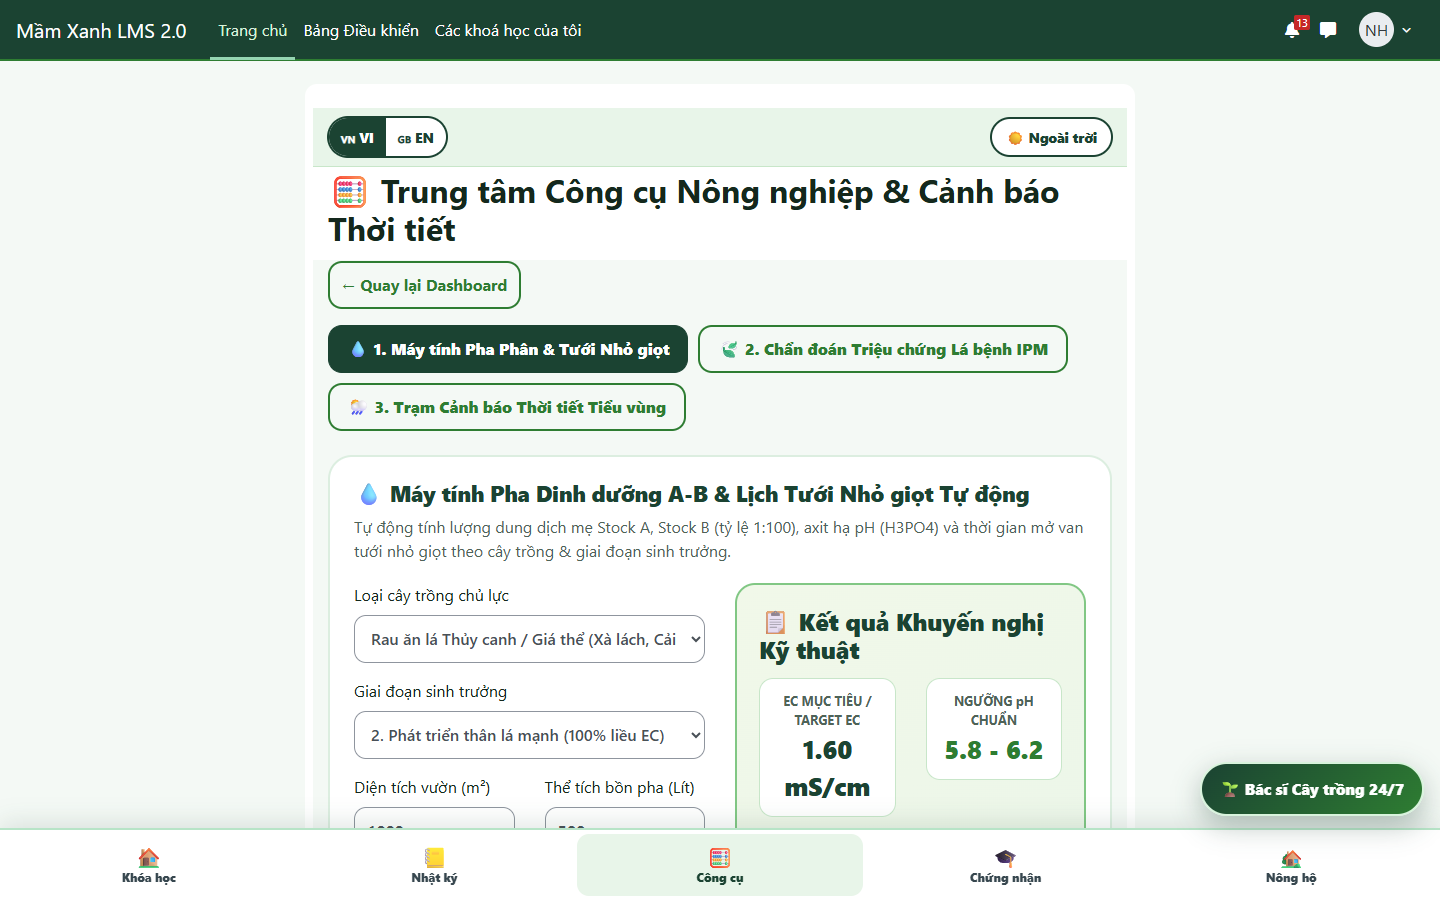 Mầm Xanh LMS 2.0
Trang chủ
Bảng Điều khiển
Các khoá học của tôi
13
NH
VN VI
GB EN
Ngoài trời
Trung tâm Công cụ Nông nghiệp & Cảnh báo
Thời tiết
← Quay lại Dashboard
1. Máy tính Pha Phân & Tưới Nhỏ giọt
2. Chẩn đoán Triệu chứng Lá bệnh IPM
3. Trạm Cảnh báo Thời tiết Tiểu vùng
Máy tính Pha Dinh dưỡng A-B & Lịch Tưới Nhỏ giọt Tự động
Tự động tính lượng dung dịch mẹ Stock A, Stock B (tỷ lệ 1:100), axit hạ pH (H3PO4) và thời gian mở van
tưới nhỏ giọt theo cây trồng & giai đoạn sinh trưởng.
Loại cây trồng chủ lực
Rau ăn lá Thủy canh / Giá thể (Xà lách, Cải
Giai đoạn sinh trưởng
2. Phát triển thân lá mạnh (100% liều EC)
Diện tích vườn (m²)
Thể tích bồn pha (Lít)
Kết quả Khuyến nghị
Kỹ thuật
EC MỤC TIÊU /
TARGET EC
1.60
mS/cm
NGƯỠNG pH
CHUẨN
5.8 - 6.2
Bác sĩ Cây trồng 24/7
Khóa học
Nhật ký
Công cụ
Chứng nhận
Nông hộ